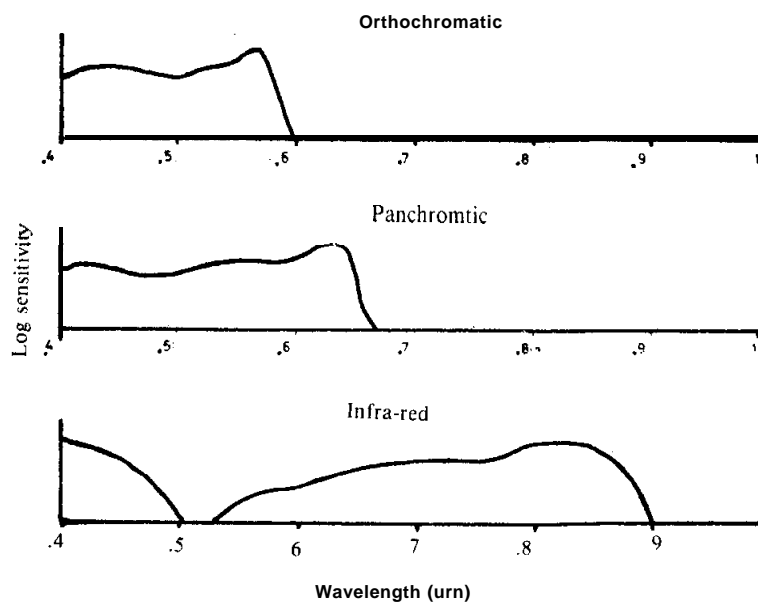 Orthochromatic
.4 .5 .6 .7 .8 .9 1
Panchromtic
Log sensitivity
.4 .5 .6 .7 .8 .9 1
Infra-red
.4 .5 6 7 .8 9
Wavelength (urn)